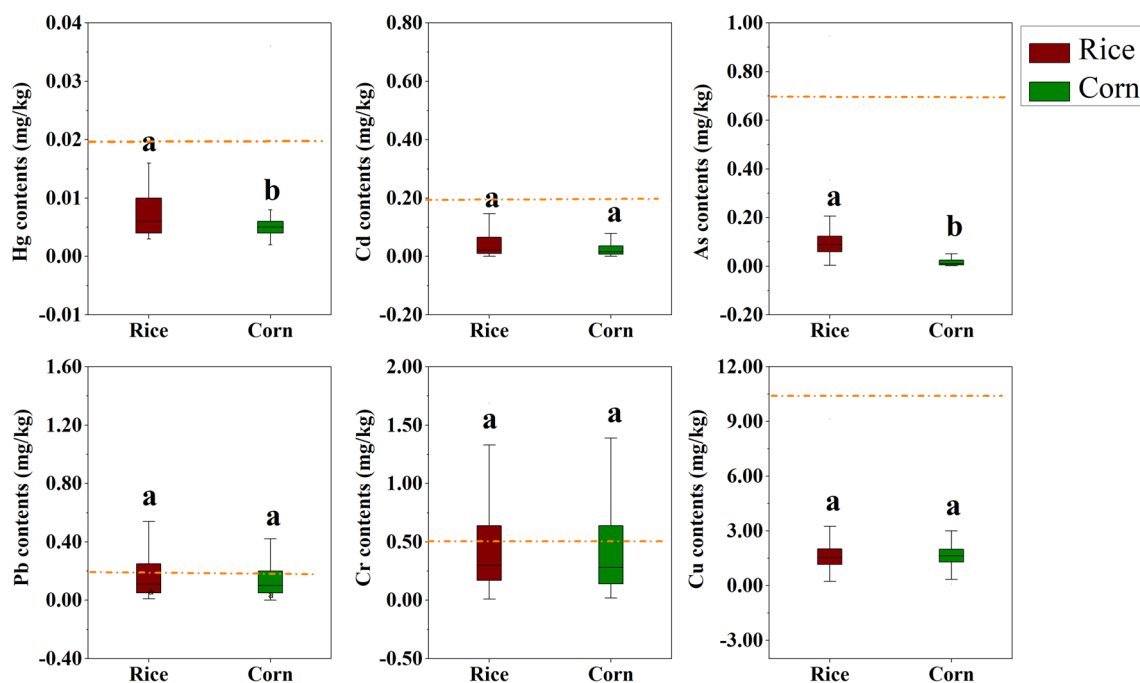 Hg contents (mg/kg)
0.04
0.03
0.02
0.01
0.00
-0.01
a
b
Rice
Corn
Cd contents (mg/kg)
0.80
0.60
0.40
0.20
0.00
-0.20
a
a
Rice
Corn
As contents (mg/kg)
1.00
0.80
0.60
0.40
0.20
0.00
-0.20
a
b
Rice
Corn
Rice
Corn
Pb contents (mg/kg)
1.60
1.20
0.80
0.40
0.00
-0.40
a
a
a
a
Rice
Corn
Cr contents (mg/kg)
2.00
1.50
1.00
0.50
0.00
-0.50
a
a
Rice
Corn
Cu contents (mg/kg)
12.00
9.00
6.00
3.00
0.00
-3.00
a
a
Rice
Corn